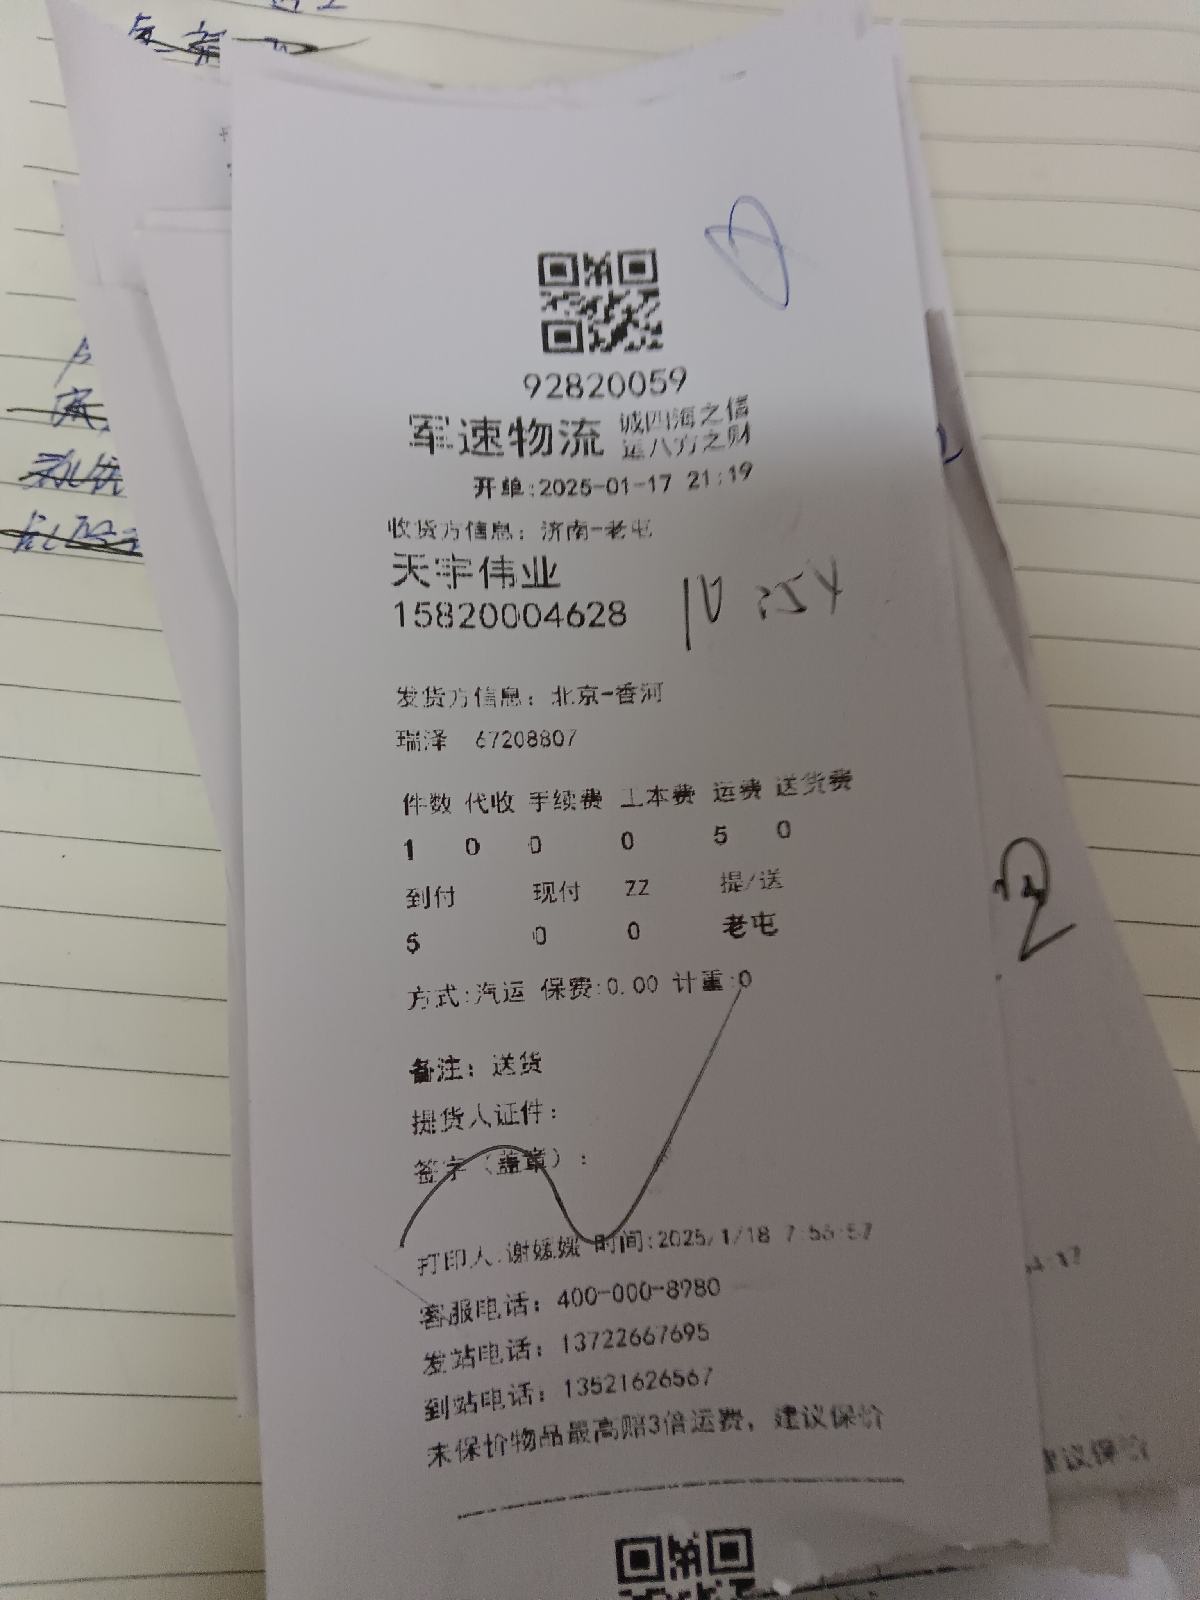 92820059
军速物流 诚四海之信
运八方之财
开单:2025-01-17 21:19
收货方信息: 济南-老屯
天宇伟业
15820004628
发货方信息: 北京-香河
瑞泽 67208807
件数 代收 手续费 工本费 运费 送货费
1 0 0 0 5 0
到付 现付 ZZ 提/送
5 0 0 老屯
方式:汽运 保费:0.00 计重:0
备注: 送货
提货人证件:
签字（盖章）:
打印人:谢媛媛 时间:2025/1/18 7:56:57
客服电话: 400-000-8980
发站电话: 13722667695
到站电话: 13521626567
未保价物品最高赔3倍运费, 建议保价
建议保价